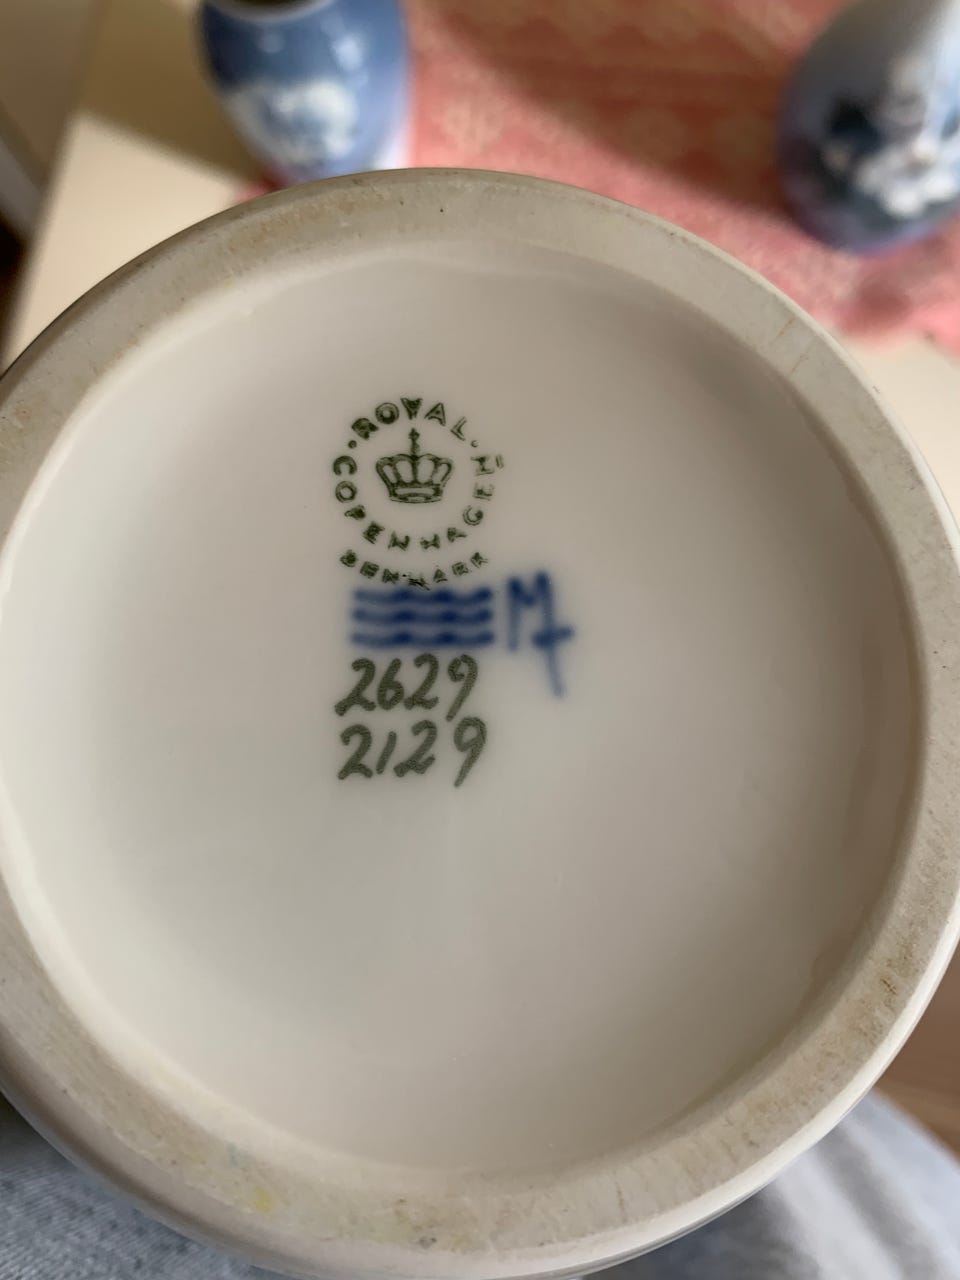 ROYAL
COPENHAGEN
DENMARK
2629
2129